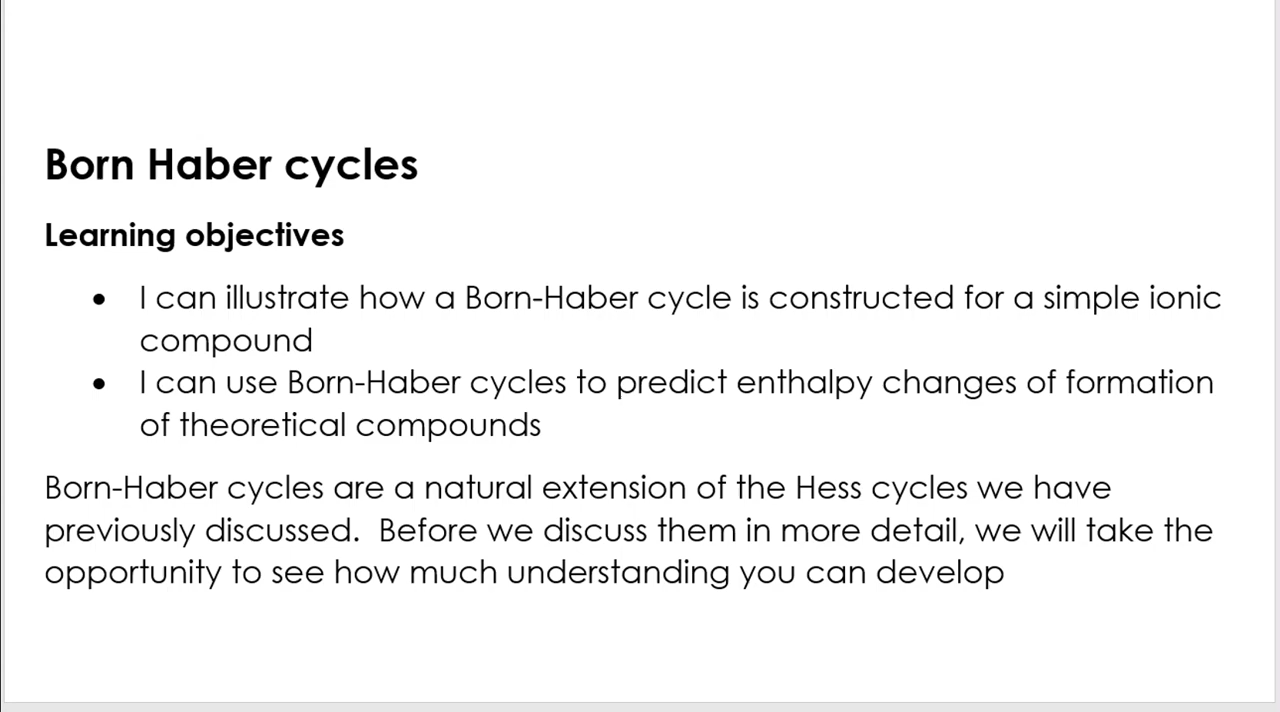 Born Haber cycles
Learning objectives
• I can illustrate how a Born-Haber cycle is constructed for a simple ionic
compound
• I can use Born-Haber cycles to predict enthalpy changes of formation
of theoretical compounds
Born-Haber cycles are a natural extension of the Hess cycles we have
previously discussed.  Before we discuss them in more detail, we will take the
opportunity to see how much understanding you can develop